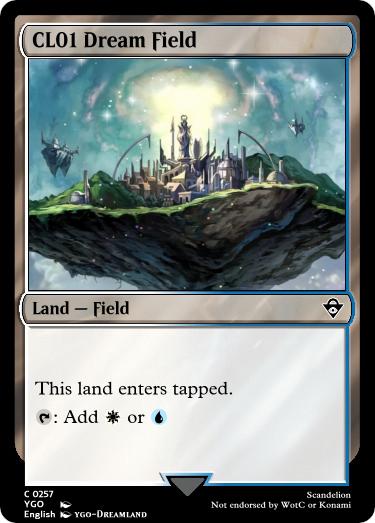 CL01 Dream Field
Land — Field
This land enters tapped.
: Add or
C 0257
YGO
English YGO-Dreamland
Scandelion
Not endorsed by WotC or Konami